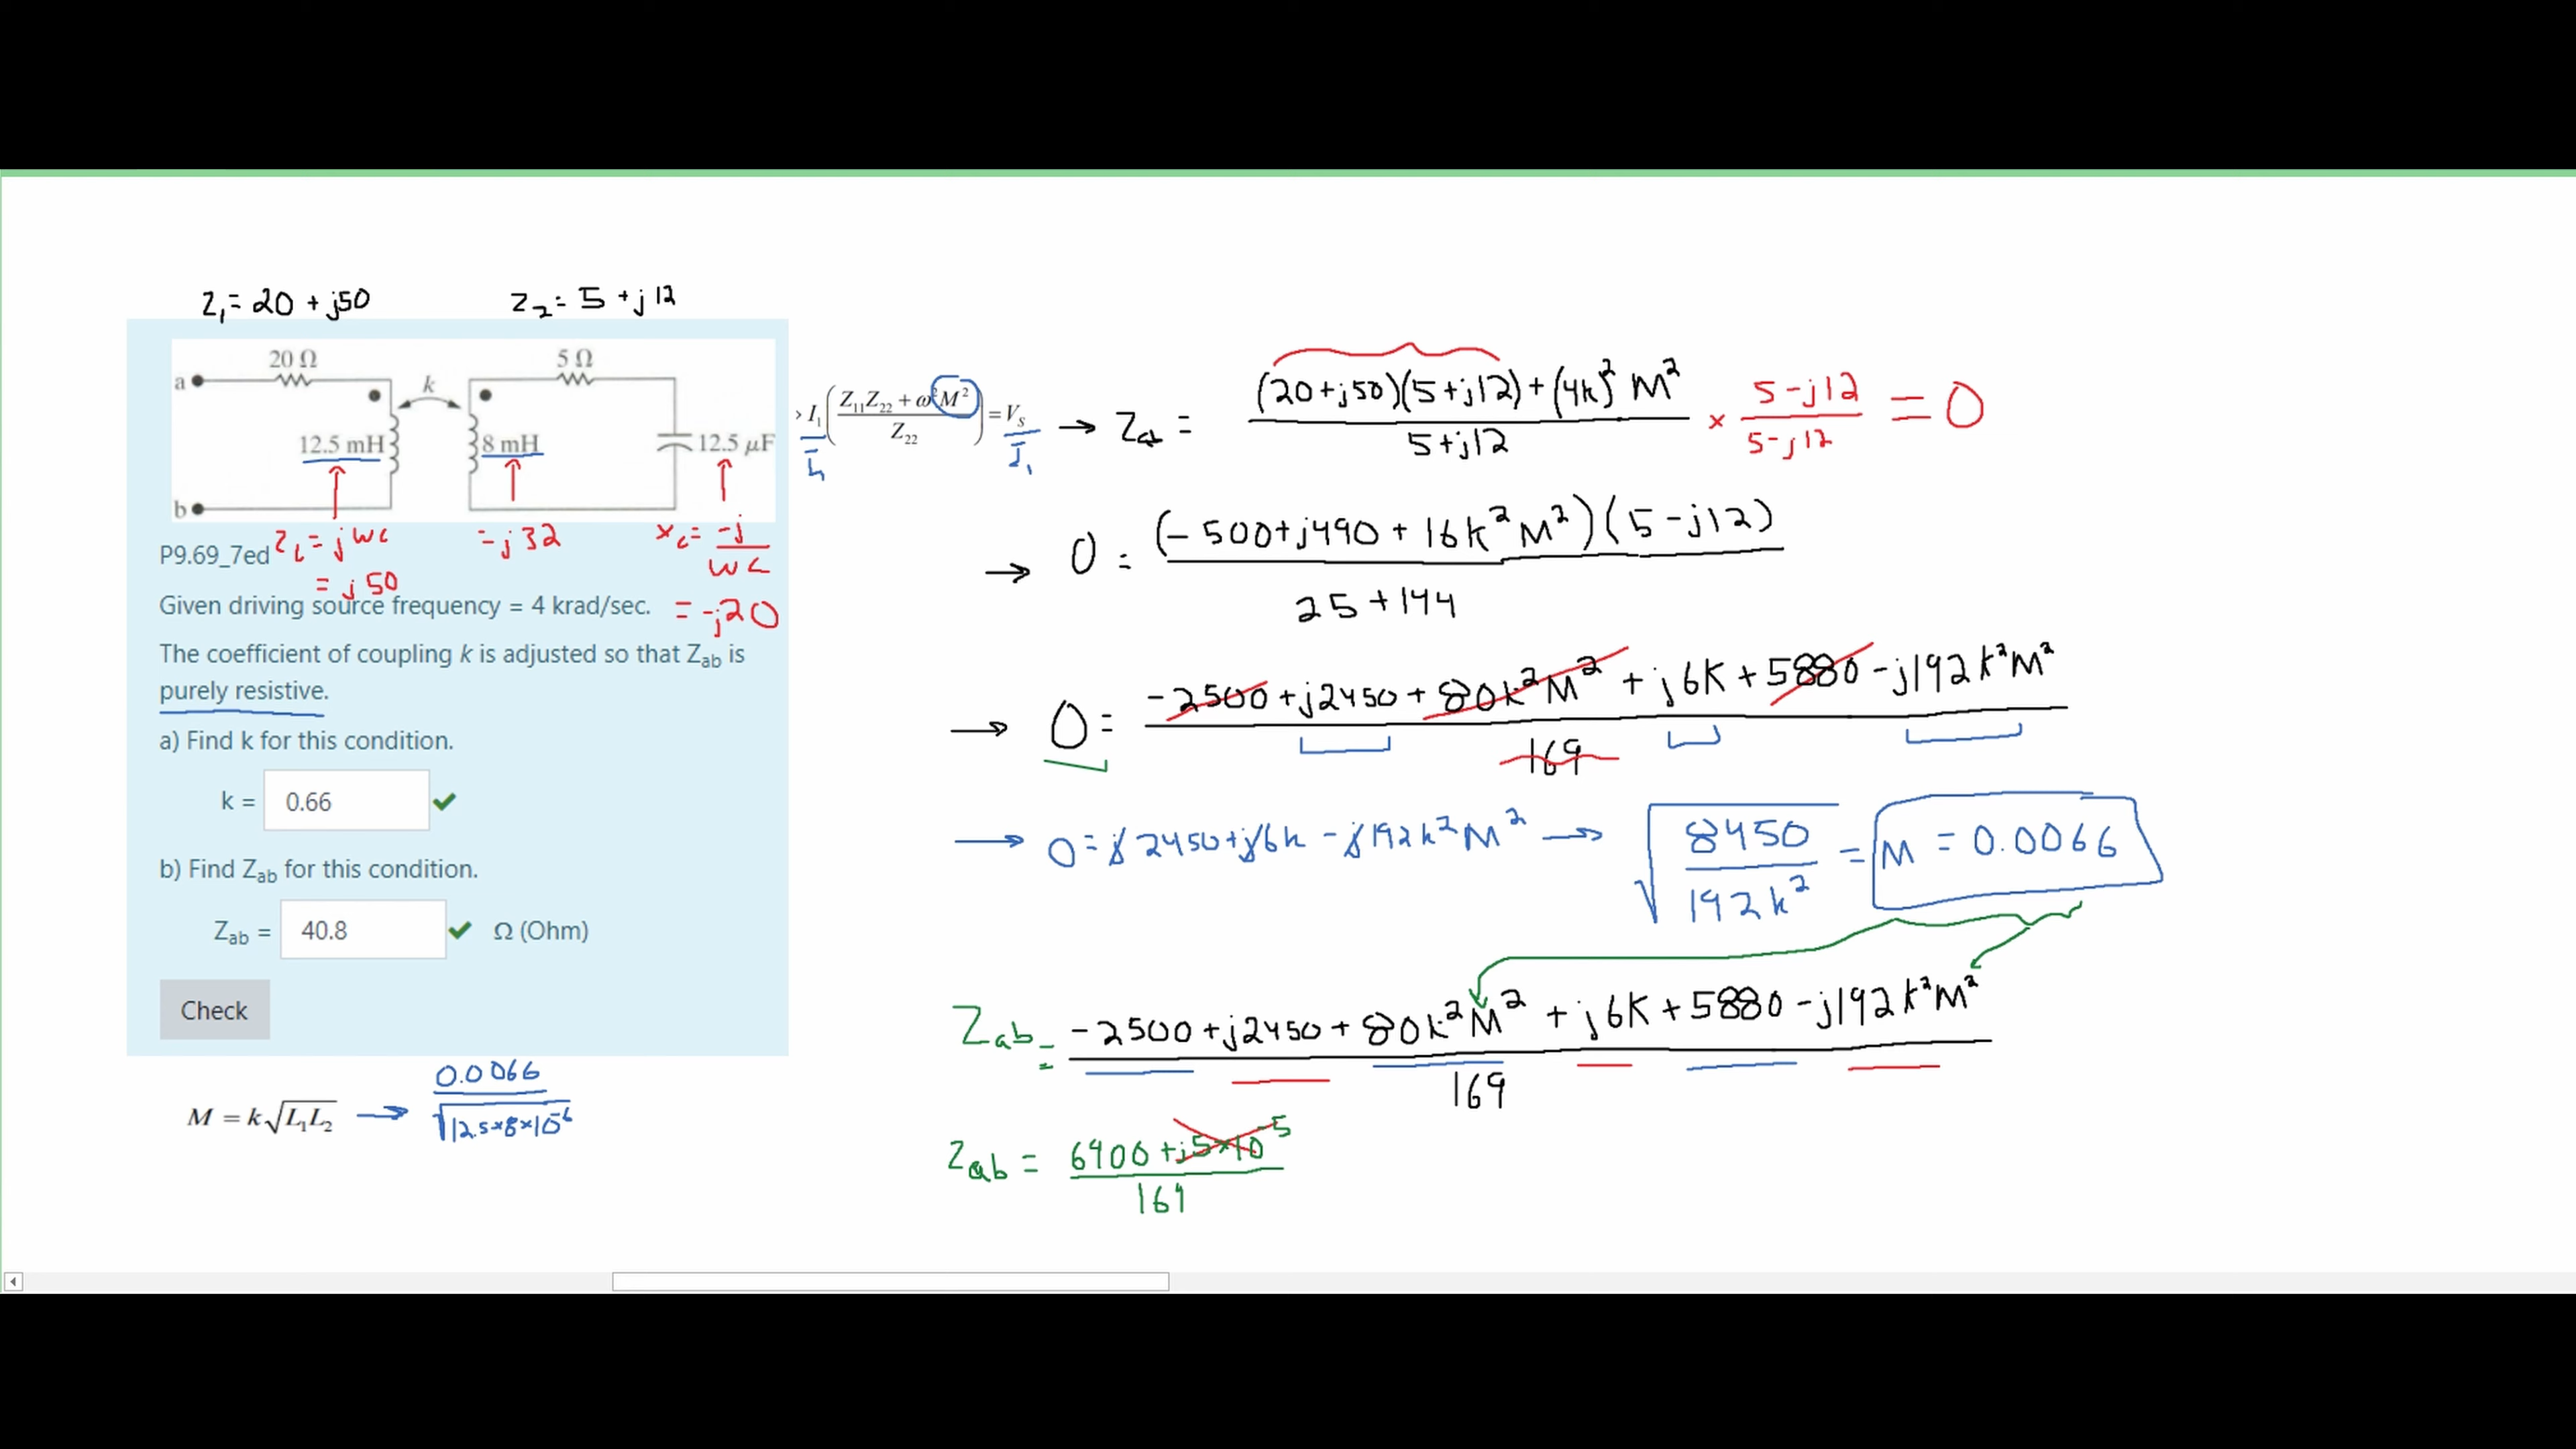 Z₁ = 20 + j50
Z₂ = 5 + j12
20 Ω
5 Ω
a
k
12.5 mH
8 mH
12.5 μF
b
Z_L = jωL
= j50
= j32
X_C = -j/ωC
= -j20
P9.69_7ed
Given driving source frequency = 4 krad/sec.
The coefficient of coupling k is adjusted so that Z_ab is
purely resistive.
a) Find k for this condition.
k = 0.66 ✔
b) Find Z_ab for this condition.
Z_ab = 40.8 ✔ Ω (Ohm)
Check
M = k√(L₁L₂) → 0.0066/√(12.5×8×10⁻⁶)
I₁((Z₁₁Z₂₂ + ω²M²)/Z₂₂) = V_S
I₁
I₁
→ Z_ab = ((20+j50)(5+j12)+(4k)²M²)/(5+j12) × (5-j12)/(5-j12) = 0
→ 0 = (-500+j490+16k²M²)(5-j12)/(25+144)
→ 0 = (-2500+j2450+80k²M²+j6K+5880-j192k²M²)/169
→ 0 = j2450+j6k-j192k²M² → √(8450/192k²) = M = 0.0066
Z_ab = (-2500+j2450+80k²M²+j6K+5880-j192k²M²)/169
Z_ab = (6900+j5×10⁻⁵)/169